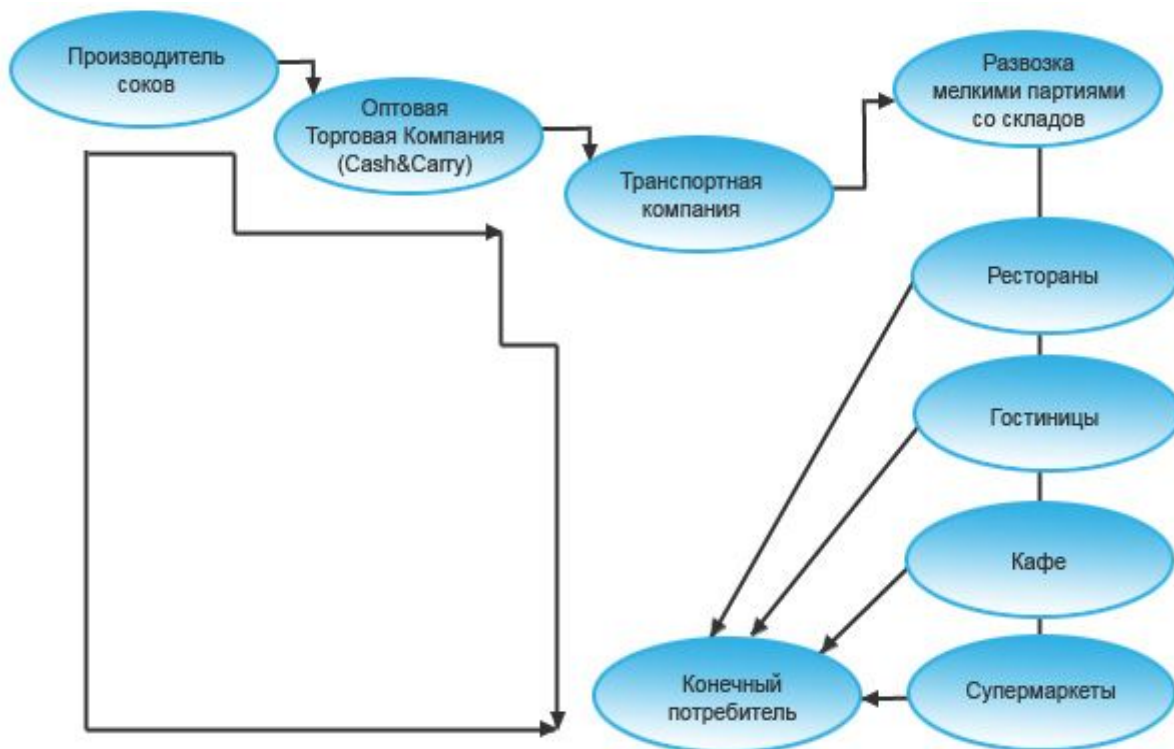 Производитель
соков
Оптовая
Торговая Компания
(Cash&Carry)
Транспортная
компания
Развозка
мелкими партиями
со складов
Рестораны
Гостиницы
Кафе
Супермаркеты
Конечный
потребитель